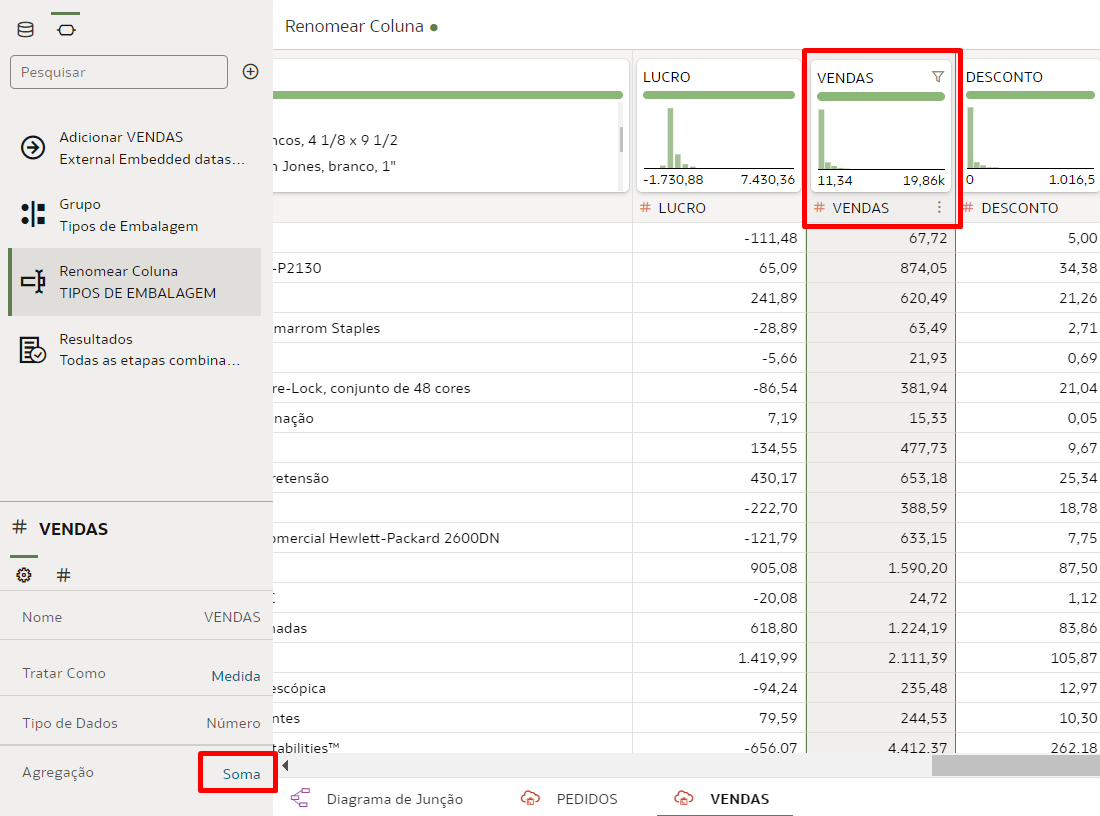 Renomear Coluna
Pesquisar
Adicionar VENDAS
External Embedded datas...
Grupo
Tipos de Embalagem
Renomear Coluna
TIPOS DE EMBALAGEM
Resultados
Todas as etapas combina...
# VENDAS
#
Nome VENDAS
Tratar Como Medida
Tipo de Dados Número
Agregação Soma
LUCRO VENDAS DESCONTO
4 1/8 x 9 1/2
Jones, branco, 1"
-1.730,88 7.430,36 11,34 19,86k 0 1.016,5
# LUCRO # VENDAS # DESCONTO
-111,48 67,72 5,00
-P2130 65,09 874,05 34,38
241,89 620,49 21,26
marrom Staples -28,89 63,49 2,71
-5,66 21,93 0,69
re-Lock, conjunto de 48 cores -86,54 381,94 21,04
nação 7,19 15,33 0,05
134,55 477,73 9,67
retensão 430,17 653,18 25,34
-222,70 388,59 18,78
omercial Hewlett-Packard 2600DN -121,79 633,15 7,75
905,08 1.590,20 87,50
-20,08 24,72 1,12
nadas 618,80 1.224,19 83,86
1.419,99 2.111,39 105,87
escópica -94,24 235,48 12,97
ntes 79,59 244,53 10,30
tabilities™ -656,07 4.412,37 262,18
Diagrama de Junção PEDIDOS VENDAS